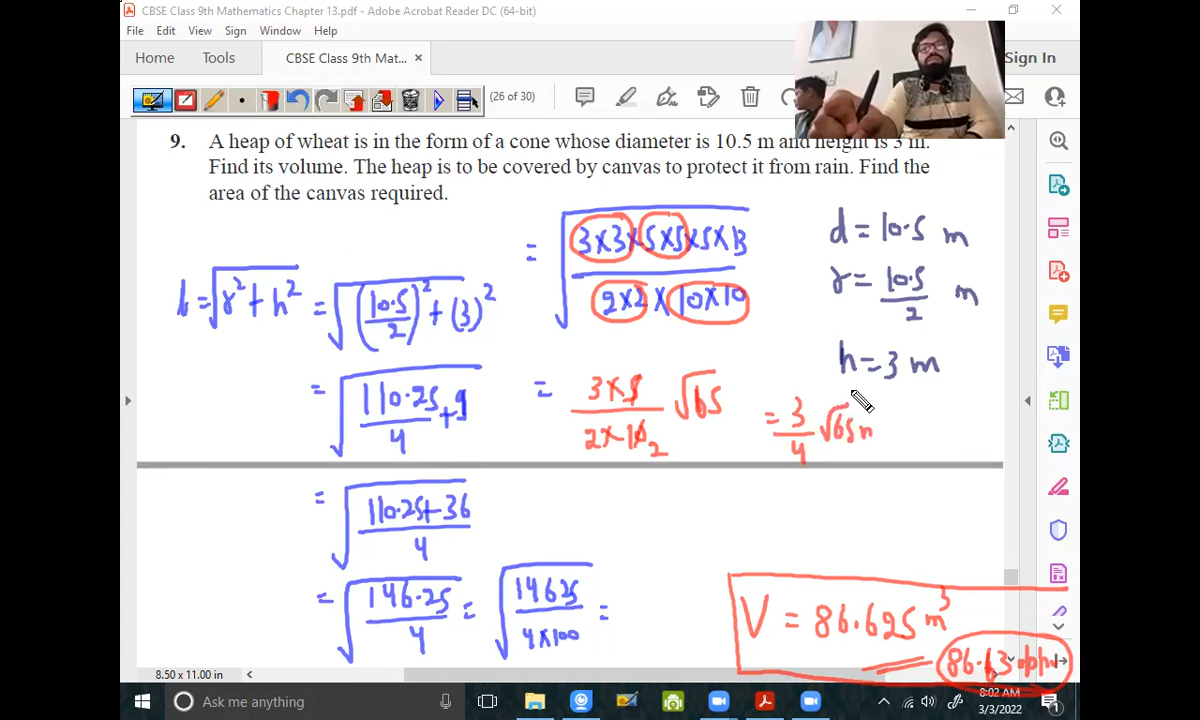 CBSE Class 9th Mathematics Chapter 13.pdf - Adobe Acrobat Reader DC (64-bit)
File Edit View Sign Window Help
Home Tools CBSE Class 9th Mat... × Sign In
(26 of 30)
9. A heap of wheat is in the form of a cone whose diameter is 10.5 m and height is 3 m.
Find its volume. The heap is to be covered by canvas to protect it from rain. Find the
area of the canvas required.
l = √(r² + h²) = √((10.5/2)² + (3)²)
= √(110.25/4 + 9)
= √((110.25 + 36)/4)
= √(146.25/4) = √(14625/(4×100)) =
= √((3×3×5×5×5×13)/(2×2×10×10))
= (3×5)/(2×10) √65
2
= 3/4 √65 m
d = 10.5 m
r = 10.5/2 m
h = 3 m
V = 86.625 m³
86.63 appr
8.50 x 11.00 in
Ask me anything
8:02 AM
3/3/2022
1